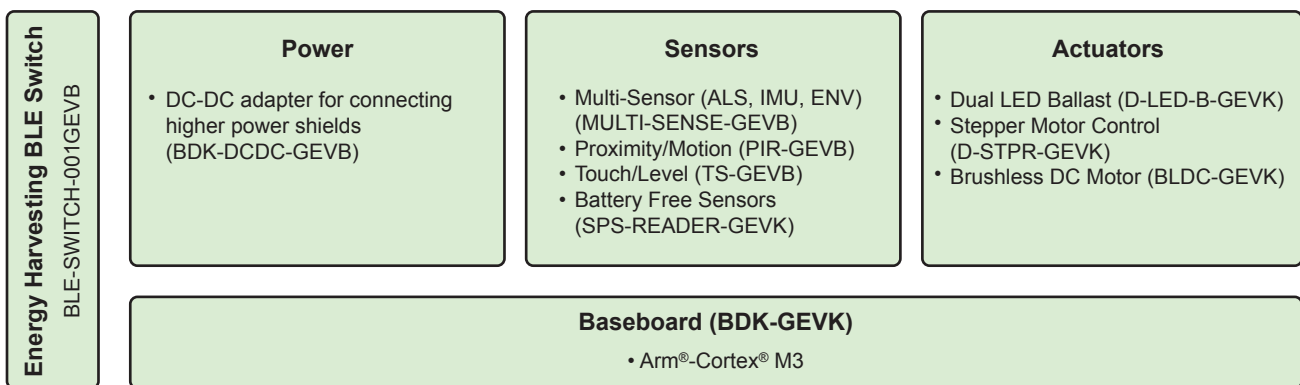 Energy Harvesting BLE Switch
BLE-SWITCH-001GEVB
Power
• DC-DC adapter for connecting
higher power shields
(BDK-DCDC-GEVB)
Sensors
• Multi-Sensor (ALS, IMU, ENV)
(MULTI-SENSE-GEVB)
• Proximity/Motion (PIR-GEVB)
• Touch/Level (TS-GEVB)
• Battery Free Sensors
(SPS-READER-GEVK)
Actuators
• Dual LED Ballast (D-LED-B-GEVK)
• Stepper Motor Control
(D-STPR-GEVK)
• Brushless DC Motor (BLDC-GEVK)
Baseboard (BDK-GEVK)
• Arm®-Cortex® M3